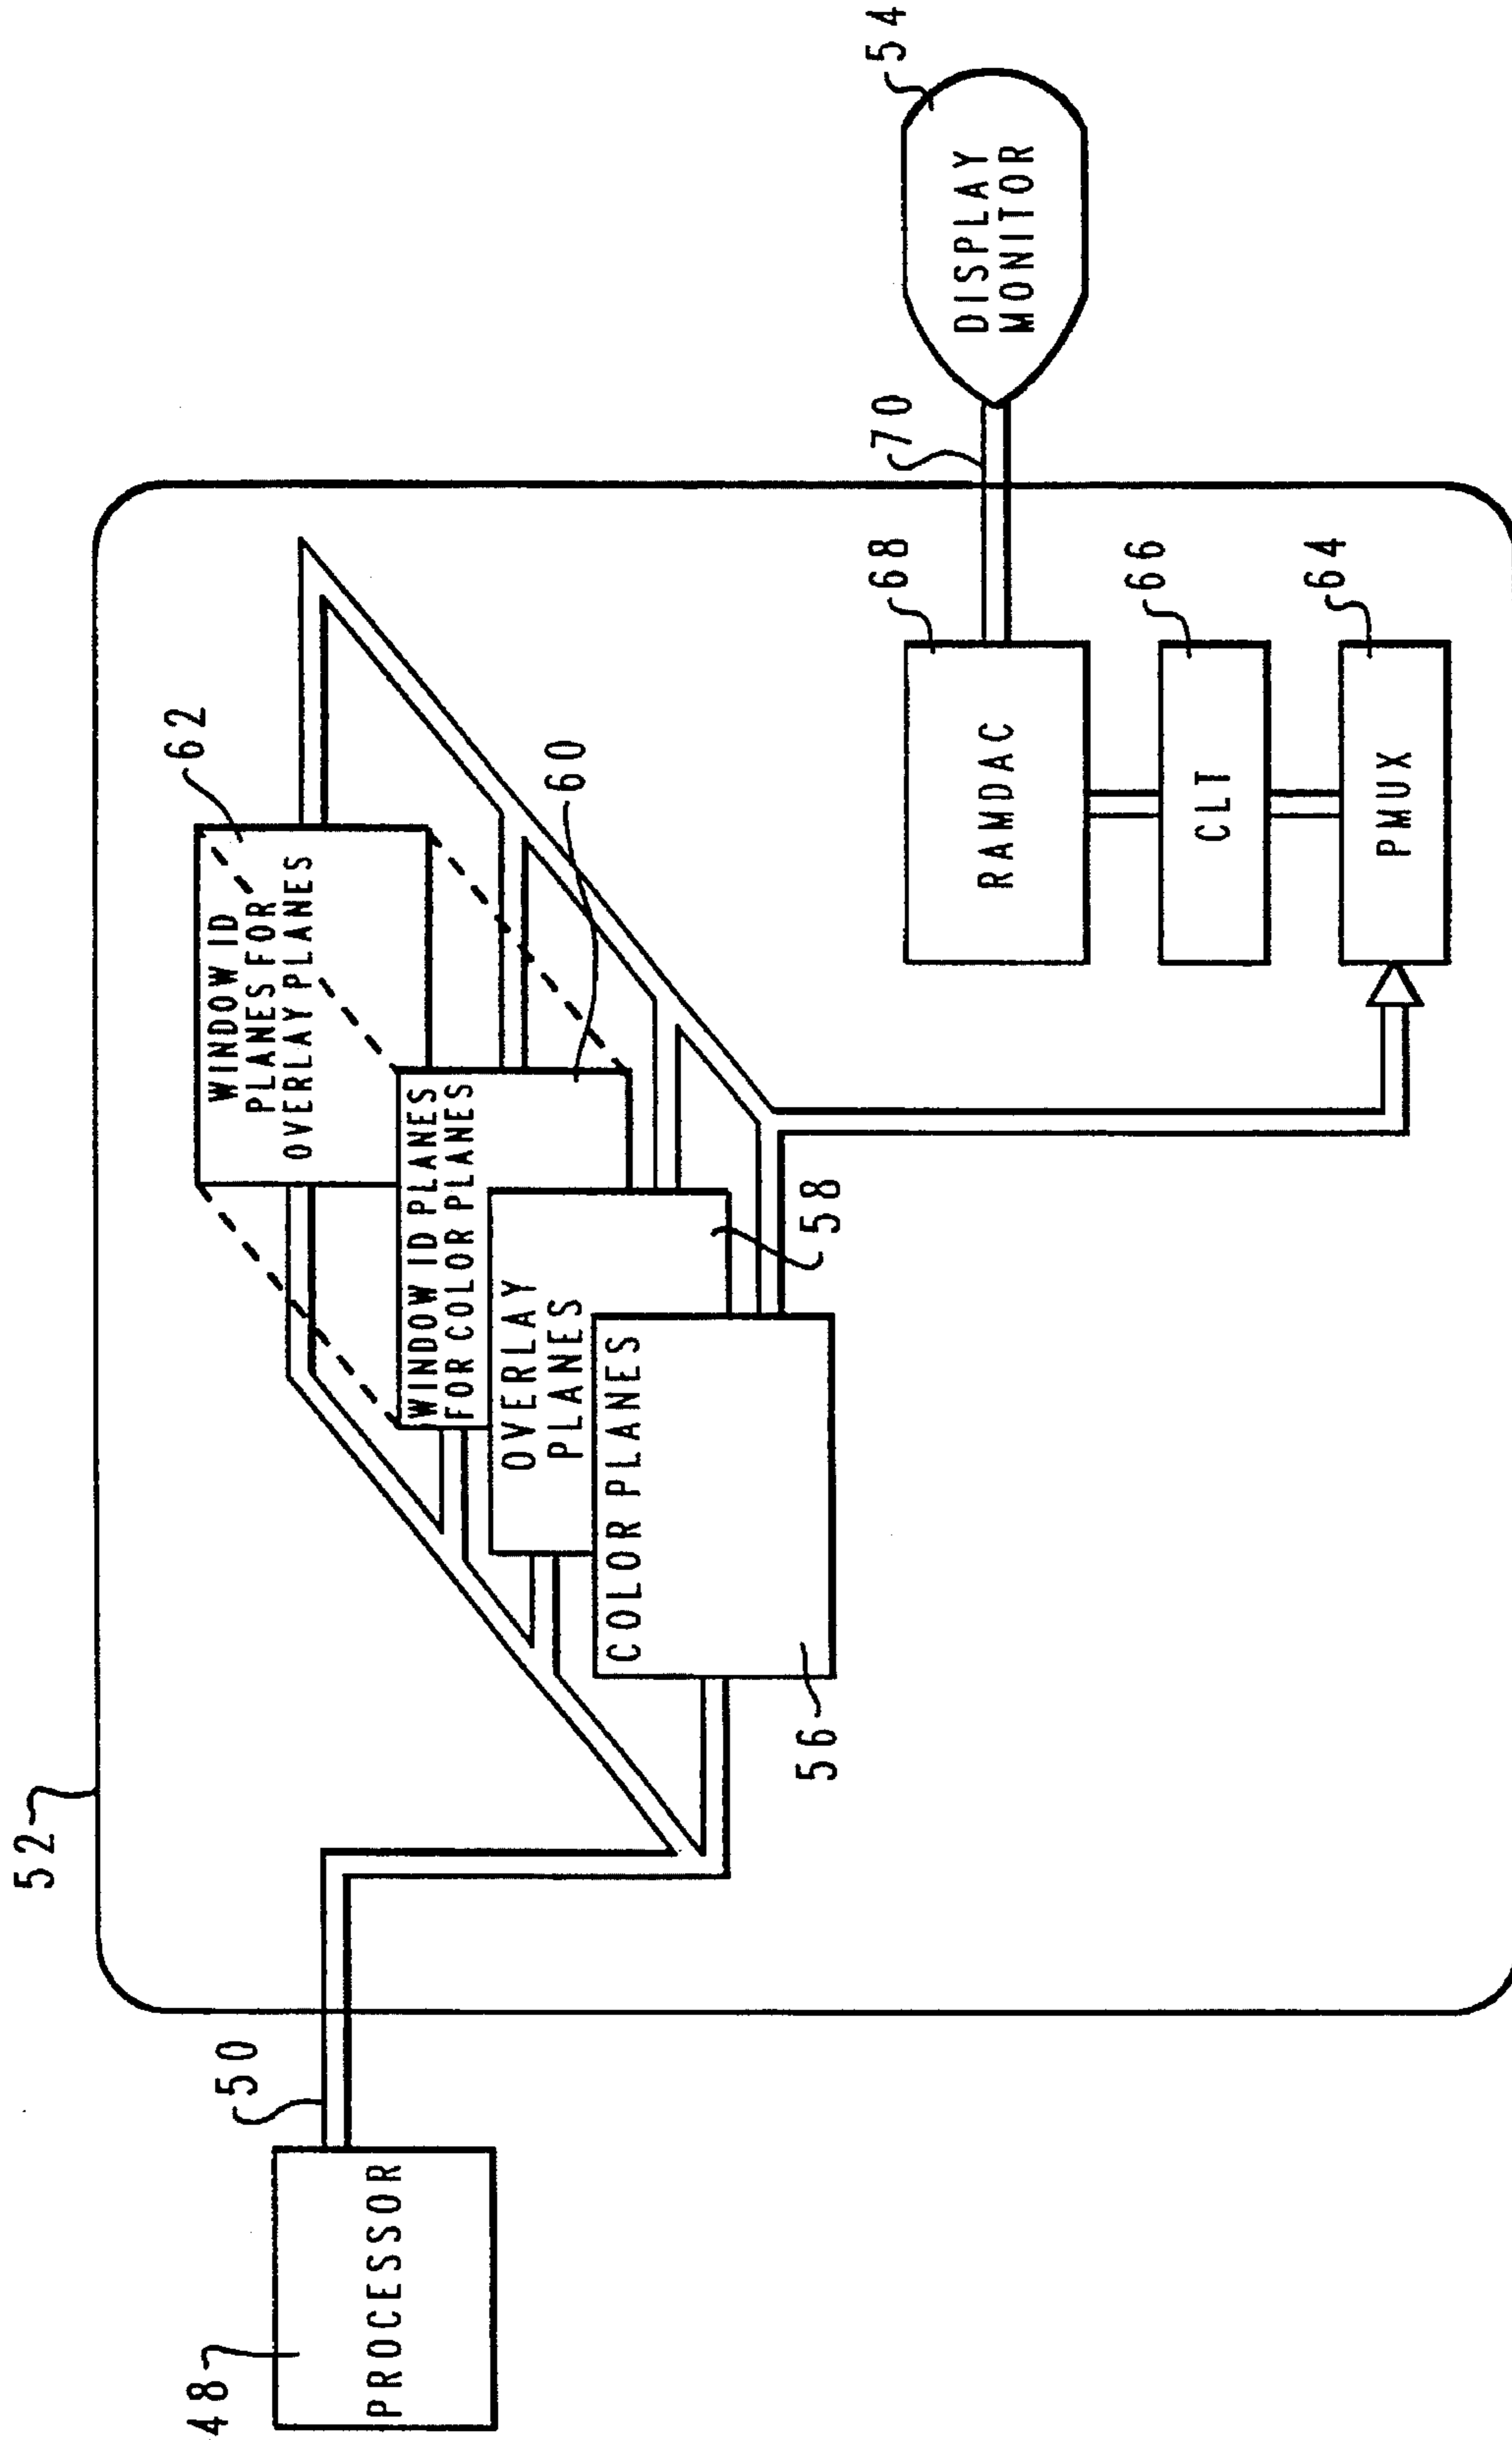 52
62
WINDOW ID
PLANES FOR
OVERLAY PLANES
48
PROCESSOR
50
WINDOW ID PLANES
FOR COLOR PLANES
60
OVERLAY
PLANES
58
COLOR PLANES
56
RAMDAC
68
70
DISPLAY
MONITOR
54
CLT
66
PMUX
64